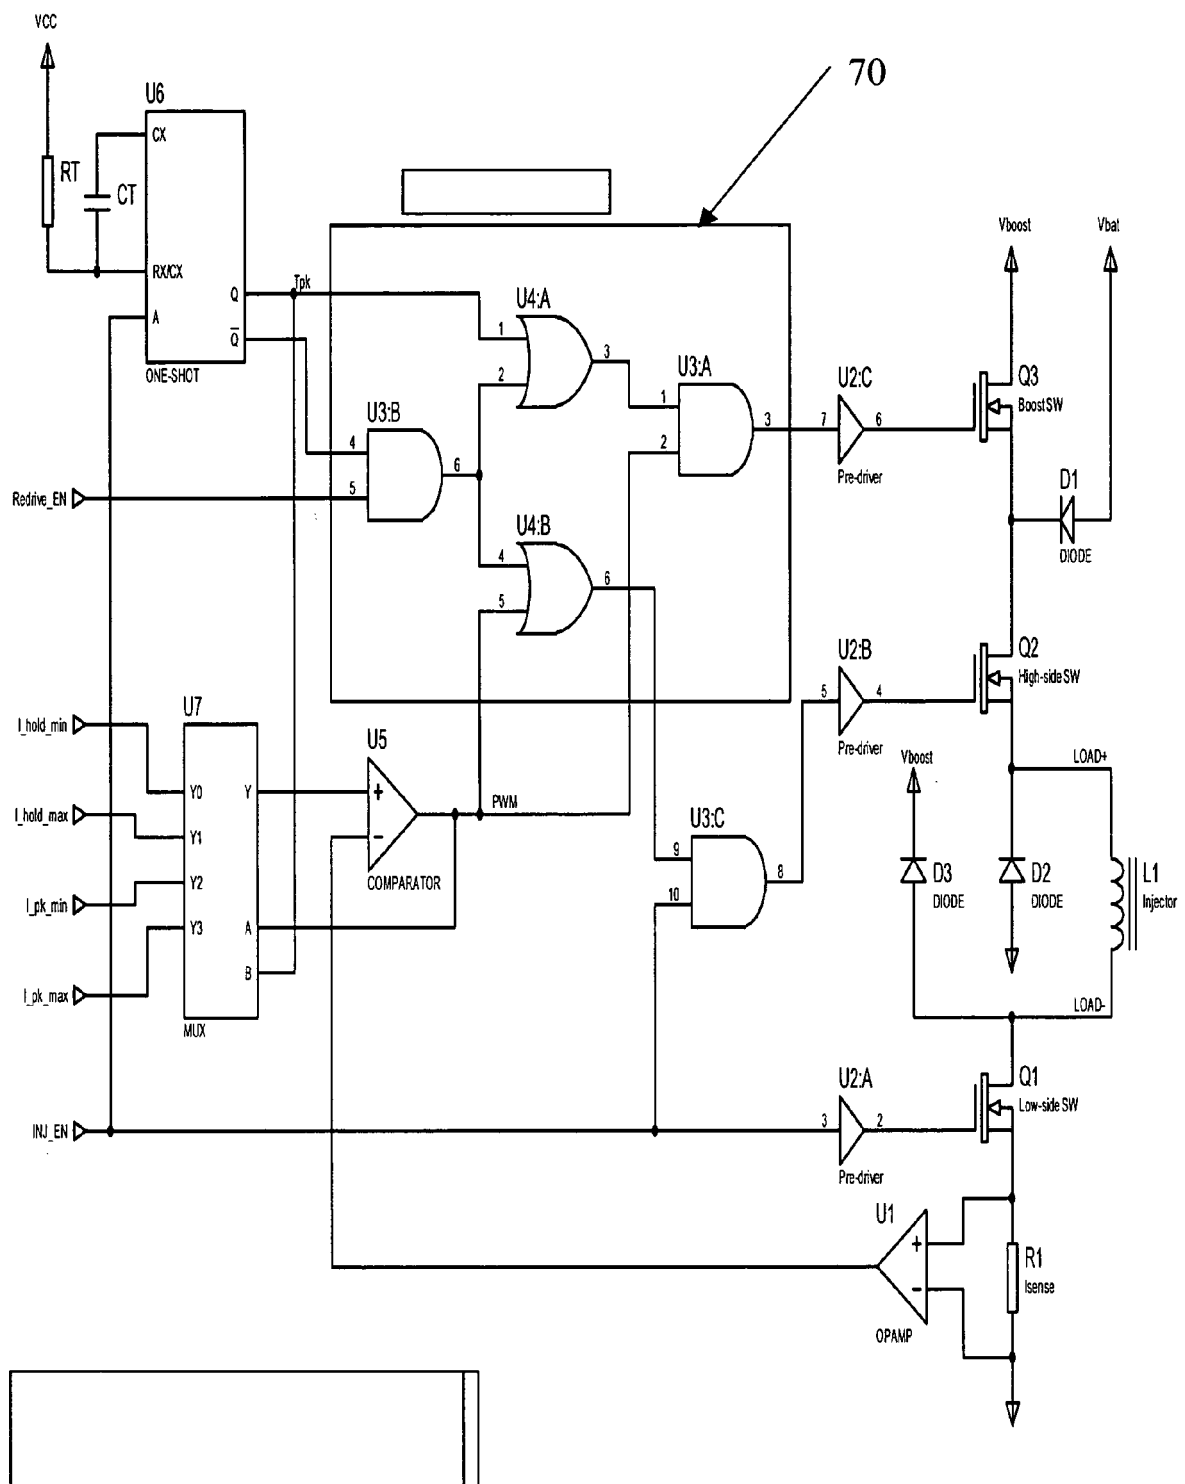 VCC
70
U6
CX
RT
CT
RX/CX
Vboost
Vbat
Tpk
Q
U4:A
A
Q
1
3
Q3
ONE-SHOT
2
U3:A
U2:C
Boost SW
U3:B
1
3
7
6
4
2
6
Pre-driver
D1
Redrive_EN
5
U4:B
DIODE
4
6
5
U2:B
Q2
High-side SW
I_hold_min
U7
5
4
U5
Vboost
Pre-driver
LOAD+
Y0
Y
+
PWM
I_hold_max
Y1
-
U3:C
9
8
D3
D2
L1
Y2
COMPARATOR
DIODE
DIODE
Injector
I_pk_min
10
Y3
A
B
I_pk_max
LOAD-
MUX
U2:A
Q1
Low-side SW
INJ_EN
3
2
Pre-driver
U1
+
R1
-
Isense
OPAMP